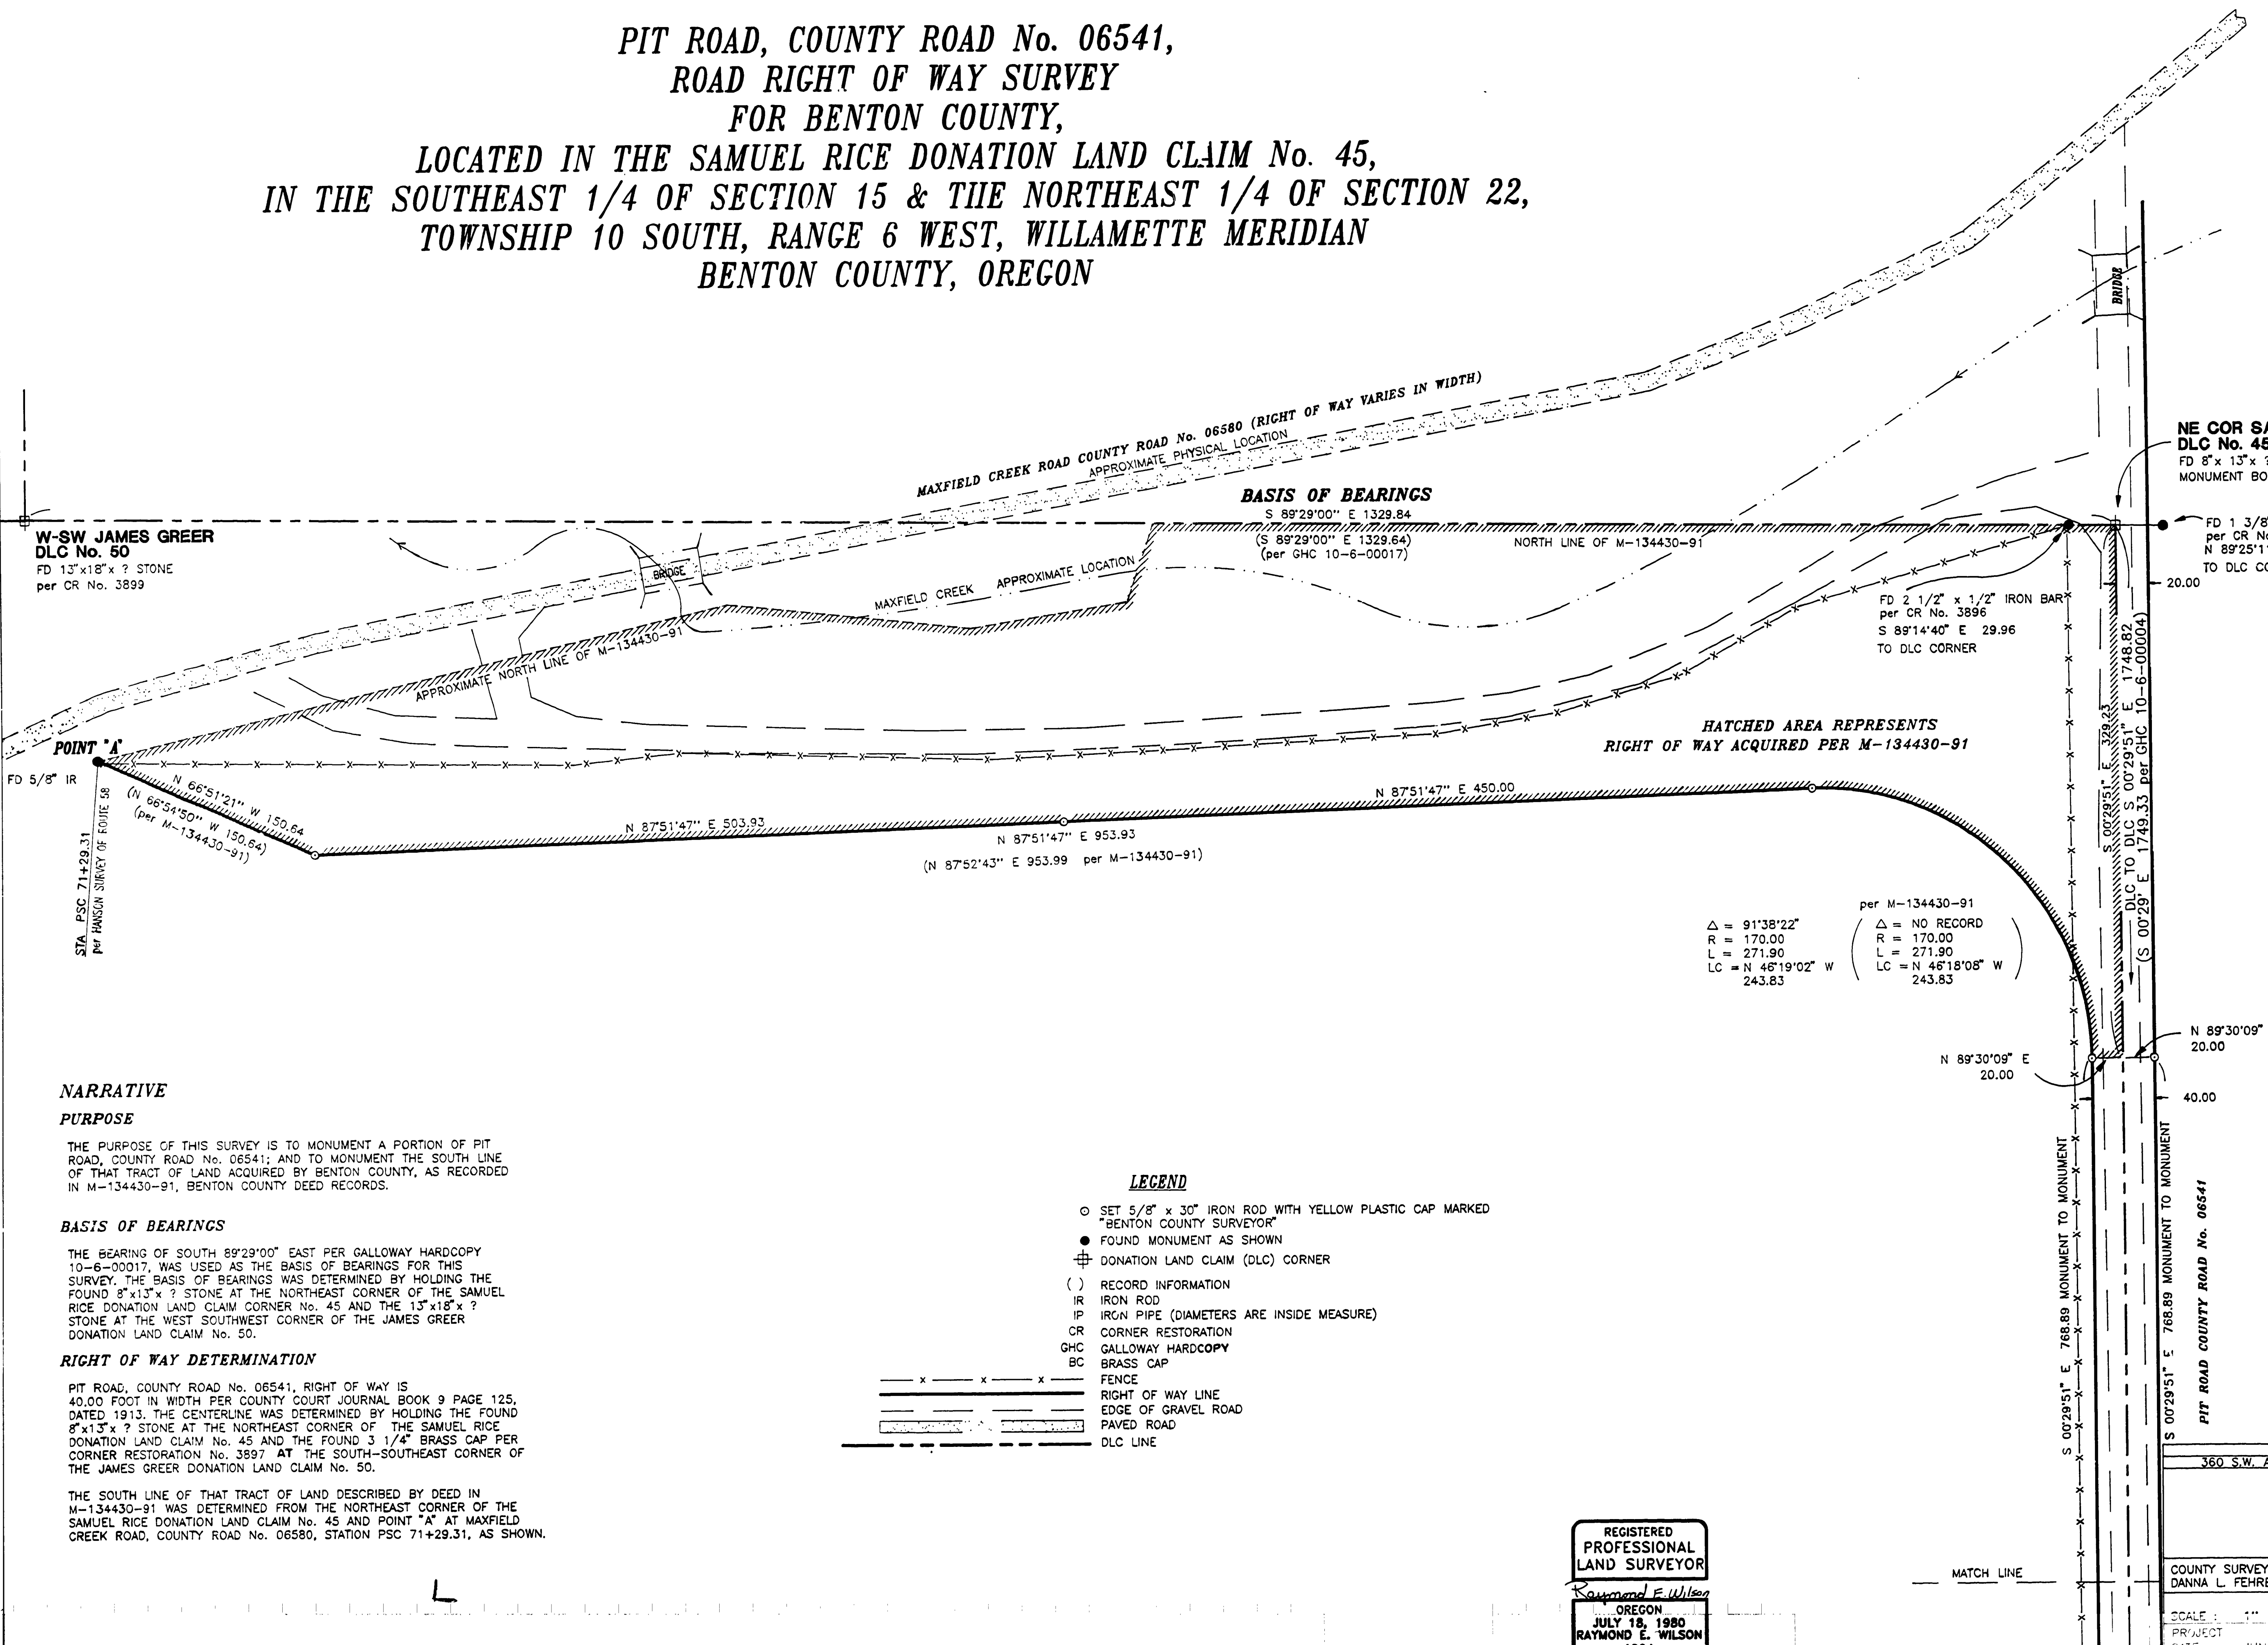 PIT ROAD, COUNTY ROAD No. 06541,
ROAD RIGHT OF WAY SURVEY
FOR BENTON COUNTY,
LOCATED IN THE SAMUEL RICE DONATION LAND CLAIM No. 45,
IN THE SOUTHEAST 1/4 OF SECTION 15 & THE NORTHEAST 1/4 OF SECTION 22,
TOWNSHIP 10 SOUTH, RANGE 6 WEST, WILLAMETTE MERIDIAN
BENTON COUNTY, OREGON
BRIDGE
MAXFIELD CREEK ROAD COUNTY ROAD No. 06580 (RIGHT OF WAY VARIES IN WIDTH)
APPROXIMATE PHYSICAL LOCATION
NE COR SA
DLC No. 45
FD 8"x 13"x ?
MONUMENT BO
BASIS OF BEARINGS
S 89°29'00" E 1329.84
(S 89°29'00" E 1329.64)
(per GHC 10-6-00017)
NORTH LINE OF M-134430-91
W-SW JAMES GREER
DLC No. 50
FD 13"x18"x ? STONE
per CR No. 3899
BRIDGE
MAXFIELD CREEK APPROXIMATE LOCATION
APPROXIMATE NORTH LINE OF M-134430-91
FD 1 3/8"
per CR No
N 89°25'1
TO DLC CO
20.00
FD 2 1/2" x 1/2" IRON BAR
per CR No. 3896
S 89°14'40" E 29.96
TO DLC CORNER
S 00°29'51" E 329.23
DLC TO DLC S 00°29'51" E 1748.82
(S 00°29' E 1749.33 per GHC 10-6-00004)
HATCHED AREA REPRESENTS
RIGHT OF WAY ACQUIRED PER M-134430-91
POINT "A"
FD 5/8" IR
STA PSC 71+29.31
per HANSON SURVEY OF ROUTE 58
N 66°51'21" W 150.64
(N 66°54'50" W 150.64)
(per M-134430-91)
N 87°51'47" E 503.93
N 87°51'47" E 450.00
N 87°51'47" E 953.93
(N 87°52'43" E 953.99 per M-134430-91)
Δ = 91°38'22"
R = 170.00
L = 271.90
LC = N 46°19'02" W
243.83
per M-134430-91
Δ = NO RECORD
R = 170.00
L = 271.90
LC = N 46°18'08" W
243.83
N 89°30'09" E
20.00
N 89°30'09"
20.00
40.00
S 00°29'51" E 768.89 MONUMENT TO MONUMENT
S 00°29'51" E 768.89 MONUMENT TO MONUMENT
PIT ROAD COUNTY ROAD No. 06541
NARRATIVE
PURPOSE
THE PURPOSE OF THIS SURVEY IS TO MONUMENT A PORTION OF PIT
ROAD, COUNTY ROAD No. 06541; AND TO MONUMENT THE SOUTH LINE
OF THAT TRACT OF LAND ACQUIRED BY BENTON COUNTY, AS RECORDED
IN M-134430-91, BENTON COUNTY DEED RECORDS.
BASIS OF BEARINGS
THE BEARING OF SOUTH 89°29'00" EAST PER GALLOWAY HARDCOPY
10-6-00017, WAS USED AS THE BASIS OF BEARINGS FOR THIS
SURVEY. THE BASIS OF BEARINGS WAS DETERMINED BY HOLDING THE
FOUND 8"x13"x ? STONE AT THE NORTHEAST CORNER OF THE SAMUEL
RICE DONATION LAND CLAIM CORNER No. 45 AND THE 13"x18"x ?
STONE AT THE WEST SOUTHWEST CORNER OF THE JAMES GREER
DONATION LAND CLAIM No. 50.
RIGHT OF WAY DETERMINATION
PIT ROAD, COUNTY ROAD No. 06541, RIGHT OF WAY IS
40.00 FOOT IN WIDTH PER COUNTY COURT JOURNAL BOOK 9 PAGE 125,
DATED 1913. THE CENTERLINE WAS DETERMINED BY HOLDING THE FOUND
8"x13"x ? STONE AT THE NORTHEAST CORNER OF THE SAMUEL RICE
DONATION LAND CLAIM No. 45 AND THE FOUND 3 1/4" BRASS CAP PER
CORNER RESTORATION No. 3897 AT THE SOUTH-SOUTHEAST CORNER OF
THE JAMES GREER DONATION LAND CLAIM No. 50.
THE SOUTH LINE OF THAT TRACT OF LAND DESCRIBED BY DEED IN
M-134430-91 WAS DETERMINED FROM THE NORTHEAST CORNER OF THE
SAMUEL RICE DONATION LAND CLAIM No. 45 AND POINT "A" AT MAXFIELD
CREEK ROAD, COUNTY ROAD No. 06580, STATION PSC 71+29.31, AS SHOWN.
LEGEND
SET 5/8" x 30" IRON ROD WITH YELLOW PLASTIC CAP MARKED
"BENTON COUNTY SURVEYOR"
FOUND MONUMENT AS SHOWN
DONATION LAND CLAIM (DLC) CORNER
( ) RECORD INFORMATION
IR IRON ROD
IP IRON PIPE (DIAMETERS ARE INSIDE MEASURE)
CR CORNER RESTORATION
GHC GALLOWAY HARDCOPY
BC BRASS CAP
FENCE
RIGHT OF WAY LINE
EDGE OF GRAVEL ROAD
PAVED ROAD
DLC LINE
REGISTERED
PROFESSIONAL
LAND SURVEYOR
Raymond E. Wilson
OREGON
JULY 18, 1980
RAYMOND E. WILSON
MATCH LINE
360 S.W. A
COUNTY SURVEY
DANNA L. FEHRE
SCALE : 1"
PROJECT